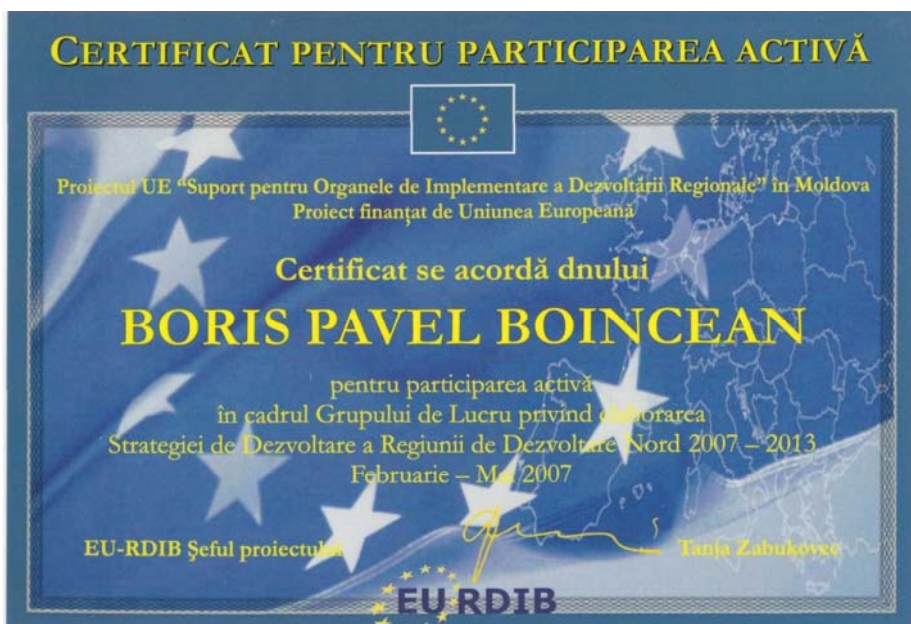 CERTIFICAT PENTRU PARTICIPAREA ACTIVĂ
Proiectul UE “Suport pentru Organele de Implementare a Dezvoltării Regionale” în Moldova
Proiect finanțat de Uniunea Europeană
Certificat se acordă dnului
BORIS PAVEL BOINCEAN
pentru participarea activă
în cadrul Grupului de Lucru privind elaborarea
Strategiei de Dezvoltare a Regiunii de Dezvoltare Nord 2007 – 2013
Februarie – Mai 2007
EU-RDIB Șeful proiectului
Tanja Zabukovec
EU RDIB